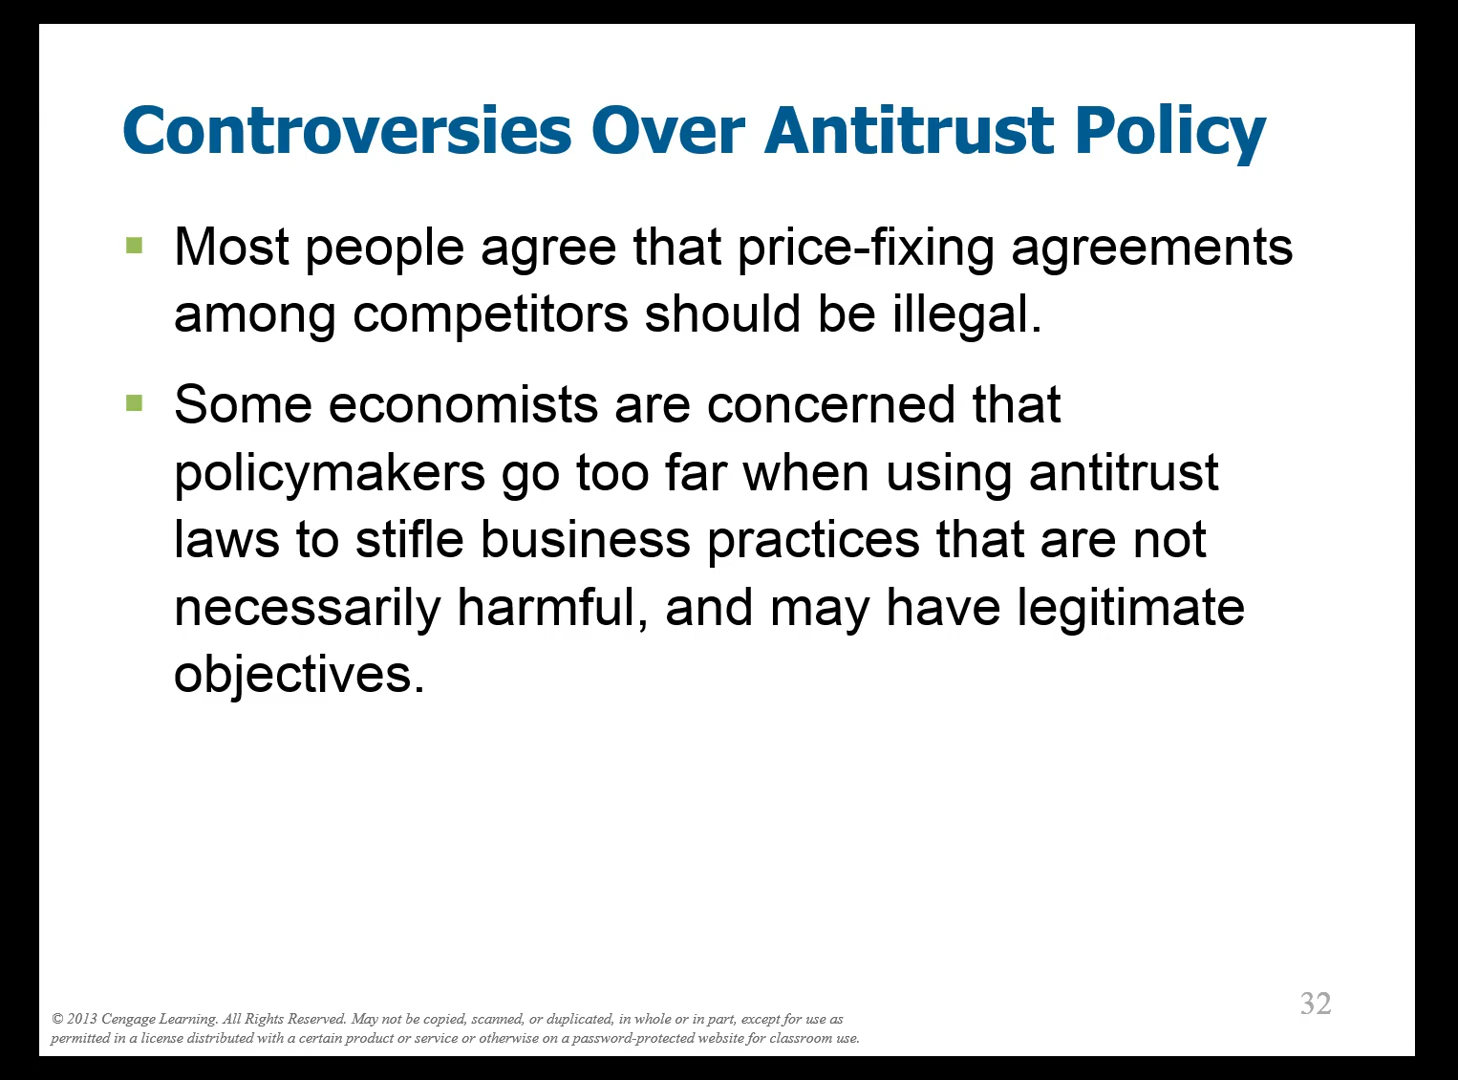 Controversies Over Antitrust Policy
Most people agree that price-fixing agreements
among competitors should be illegal.
Some economists are concerned that
policymakers go too far when using antitrust
laws to stifle business practices that are not
necessarily harmful, and may have legitimate
objectives.
32
© 2013 Cengage Learning. All Rights Reserved. May not be copied, scanned, or duplicated, in whole or in part, except for use as
permitted in a license distributed with a certain product or service or otherwise on a password-protected website for classroom use.